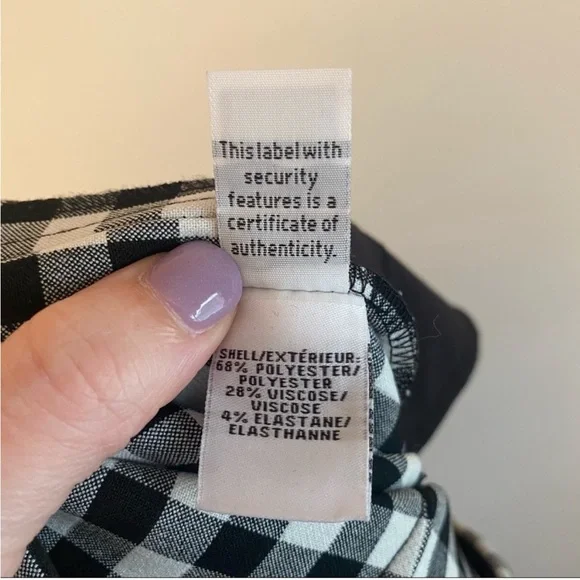 This label with
security
features is a
certificate of
authenticity.
SHELL/EXTÉRIEUR:
68% POLYESTER/
POLYESTER
28% VISCOSE/
VISCOSE
4% ELASTANE/
ELASTHANNE